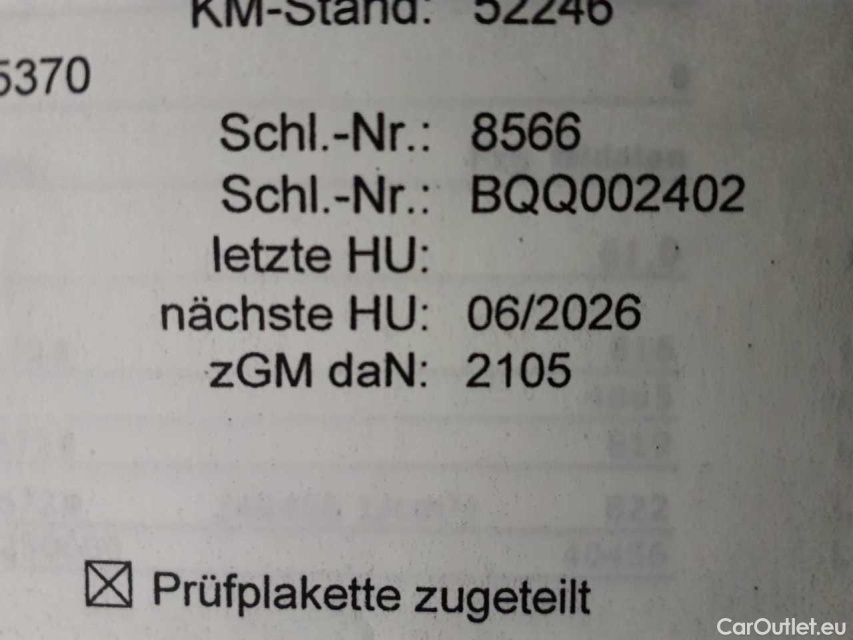 KM-Stand: 52246
5370
Schl.-Nr.: 8566
Schl.-Nr.: BQQ002402
letzte HU:
nächste HU: 06/2026
zGM daN: 2105
☒ Prüfplakette zugeteilt
CarOutlet.eu